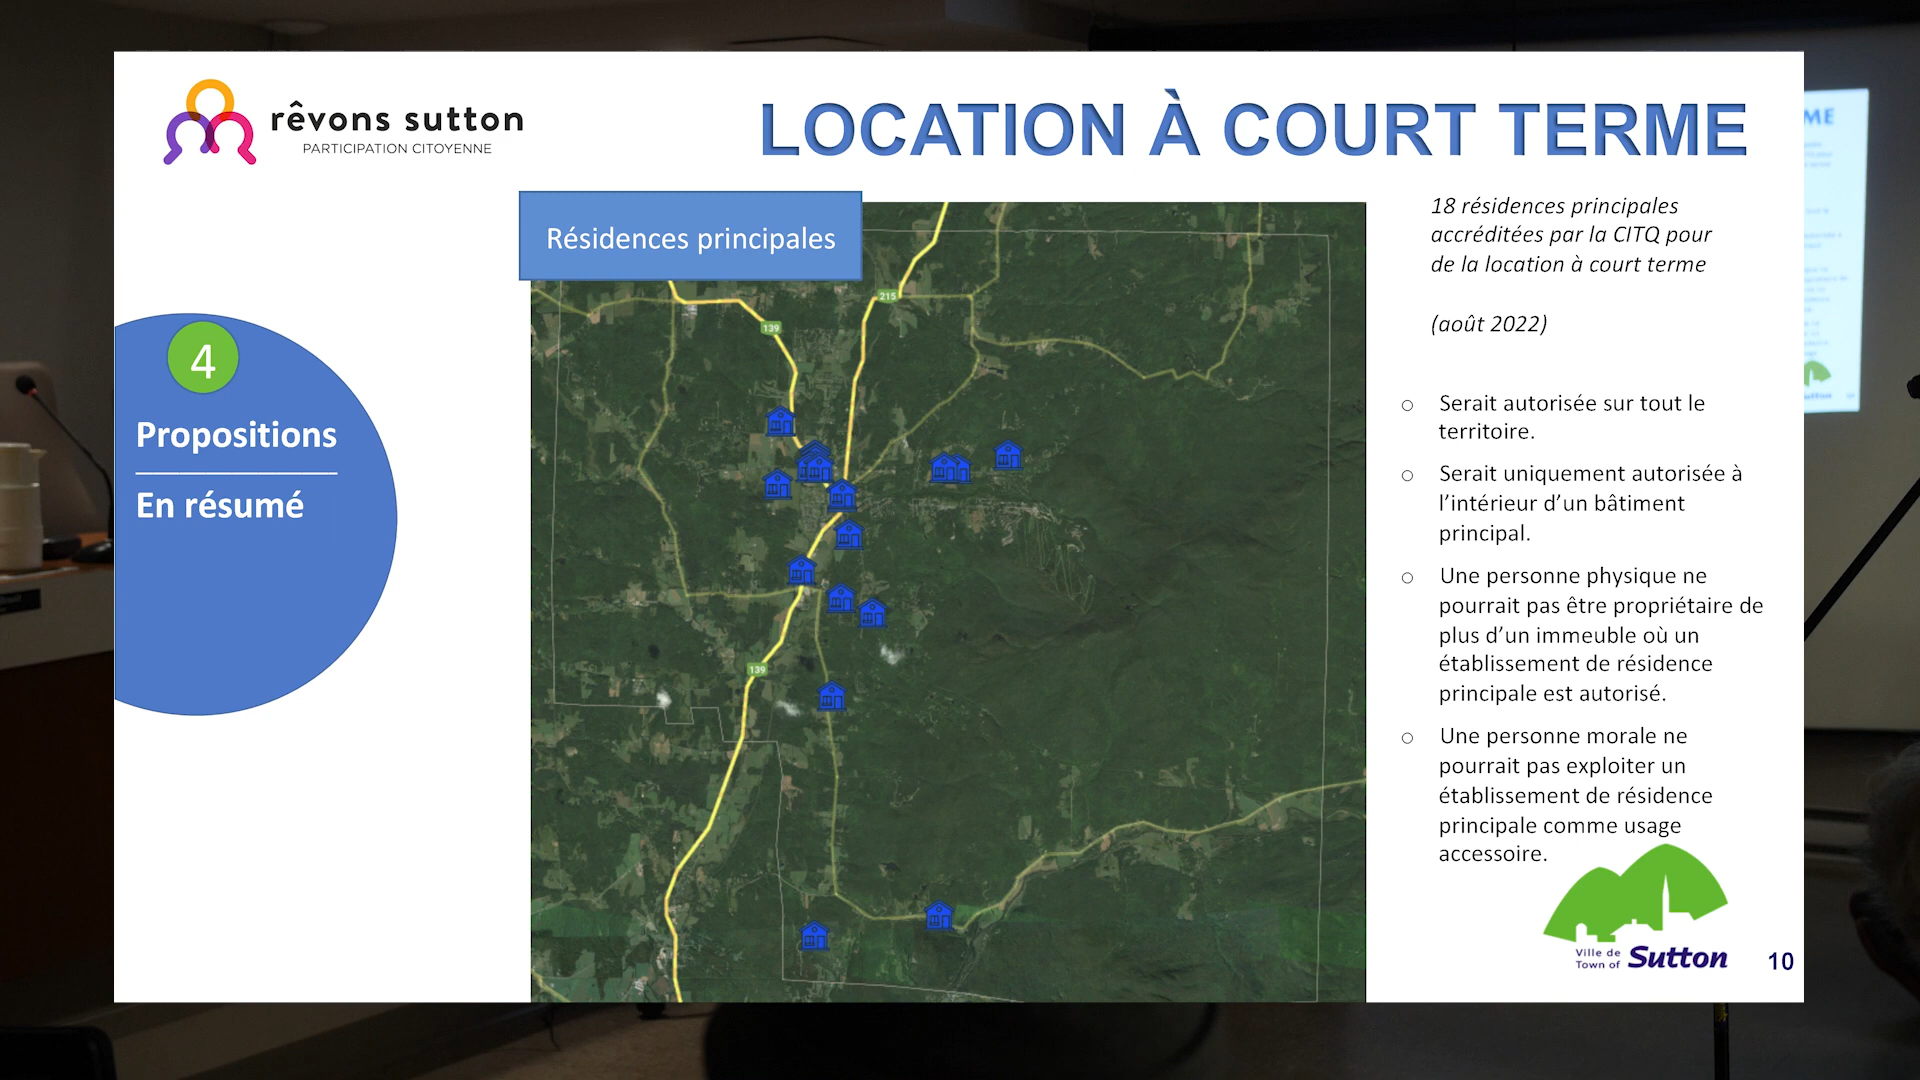 rêvons sutton
PARTICIPATION CITOYENNE
LOCATION À COURT TERME
ME
Résidences principales
215
139
139
4
Propositions
En résumé
18 résidences principales
accréditées par la CITQ pour
de la location à court terme
(août 2022)
o Serait autorisée sur tout le
territoire.
o Serait uniquement autorisée à
l’intérieur d’un bâtiment
principal.
o Une personne physique ne
pourrait pas être propriétaire de
plus d’un immeuble où un
établissement de résidence
principale est autorisé.
o Une personne morale ne
pourrait pas exploiter un
établissement de résidence
principale comme usage
accessoire.
Ville de
Town of Sutton
10